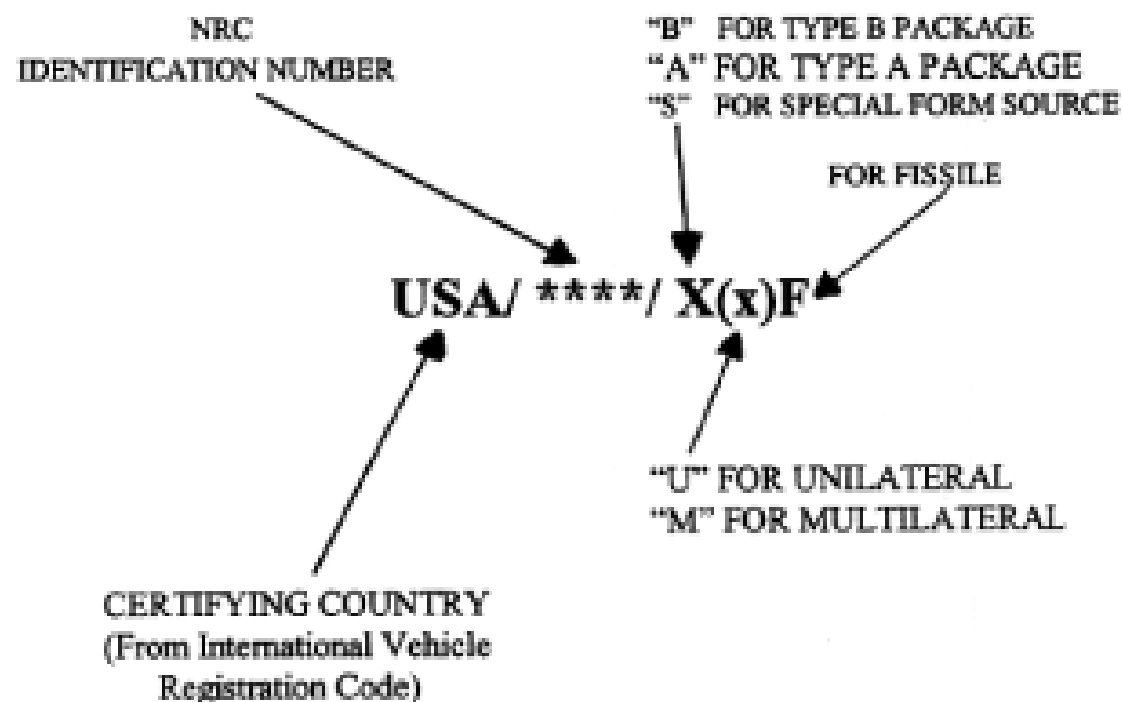 NRC
IDENTIFICATION NUMBER
"B" FOR TYPE B PACKAGE
"A" FOR TYPE A PACKAGE
"S" FOR SPECIAL FORM SOURCE
FOR FISSILE
USA/ ****/ X(x)F
"U" FOR UNILATERAL
"M" FOR MULTILATERAL
CERTIFYING COUNTRY
(From International Vehicle
Registration Code)